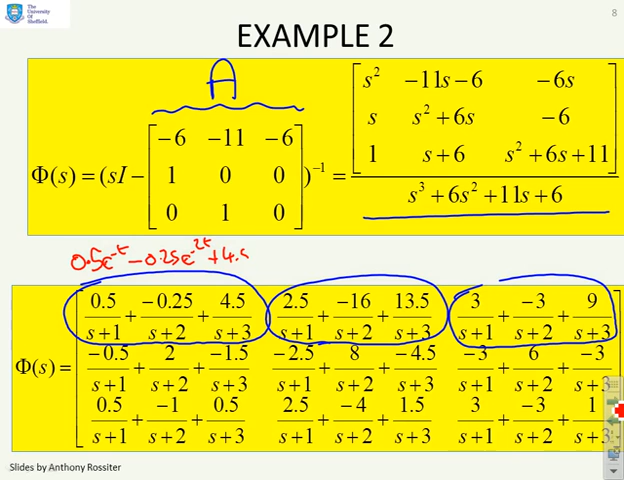 The University Of Sheffield.
8
EXAMPLE 2
A
Φ(s) = (sI − [−6 −11 −6; 1 0 0; 0 1 0])⁻¹ = [s² −11s−6 −6s; s s²+6s −6; 1 s+6 s²+6s+11] / (s³+6s²+11s+6)
0.5e^-t − 0.25e^-2t + 4.5
Φ(s) = [0.5/(s+1) + −0.25/(s+2) + 4.5/(s+3) 2.5/(s+1) + −16/(s+2) + 13.5/(s+3) 3/(s+1) + −3/(s+2) + 9/(s+3)
−0.5/(s+1) + 2/(s+2) + −1.5/(s+3) −2.5/(s+1) + 8/(s+2) + −4.5/(s+3) −3/(s+1) + 6/(s+2) + −3/(s+3)
0.5/(s+1) + −1/(s+2) + 0.5/(s+3) 2.5/(s+1) + −4/(s+2) + 1.5/(s+3) 3/(s+1) + −3/(s+2) + 1/(s+3)]
Slides by Anthony Rossiter